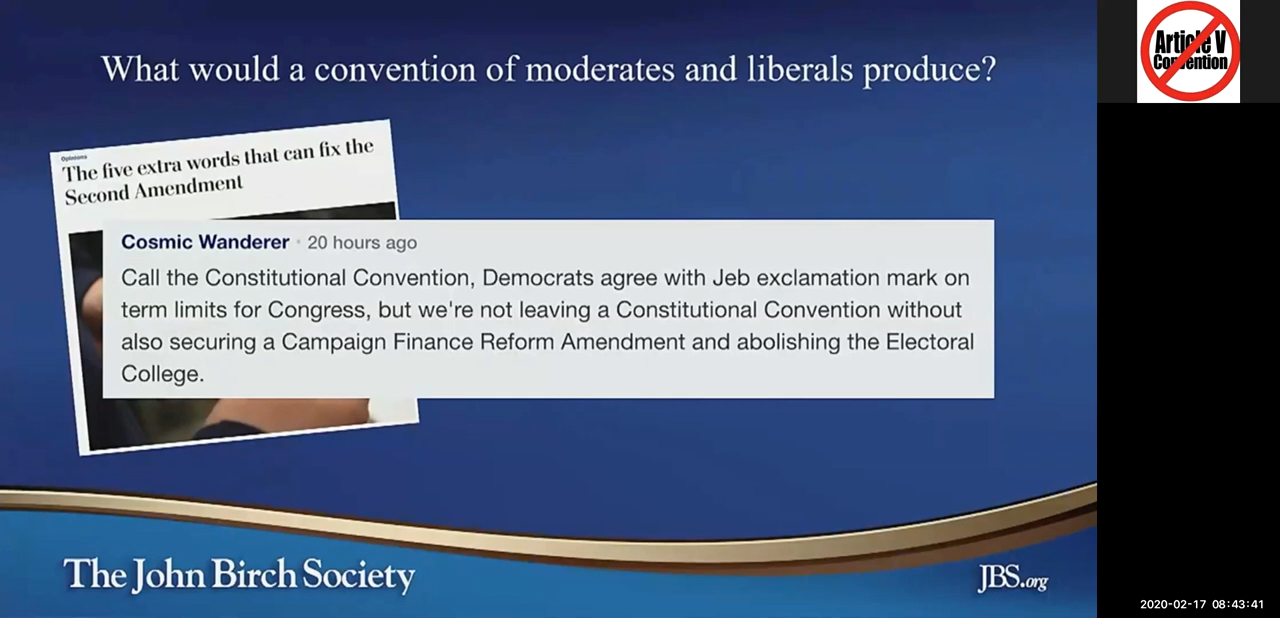 What would a convention of moderates and liberals produce?
Opinions
The five extra words that can fix the
Second Amendment
Cosmic Wanderer · 20 hours ago
Call the Constitutional Convention, Democrats agree with Jeb exclamation mark on
term limits for Congress, but we're not leaving a Constitutional Convention without
also securing a Campaign Finance Reform Amendment and abolishing the Electoral
College.
The John Birch Society
JBS.org
Article V
Convention
2020-02-17 08:43:41